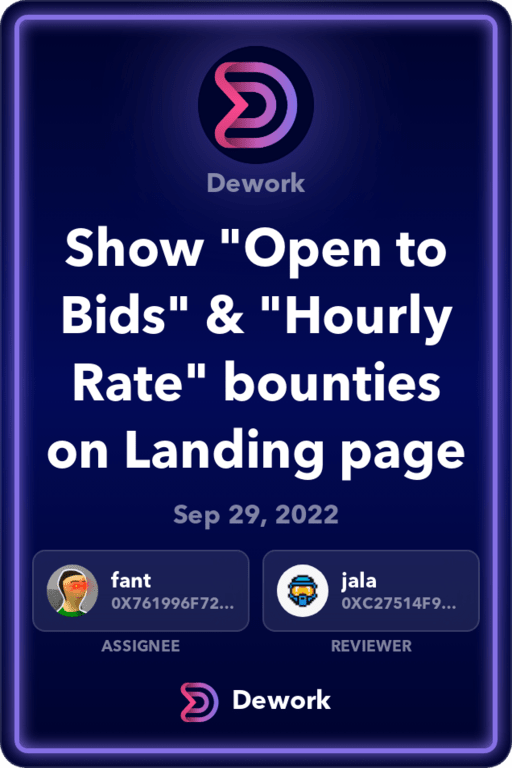 Dework
Show "Open to
Bids" & "Hourly
Rate" bounties
on Landing page
Sep 29, 2022
fant
0X761996F72...
ASSIGNEE
jala
0XC27514F9...
REVIEWER
Dework